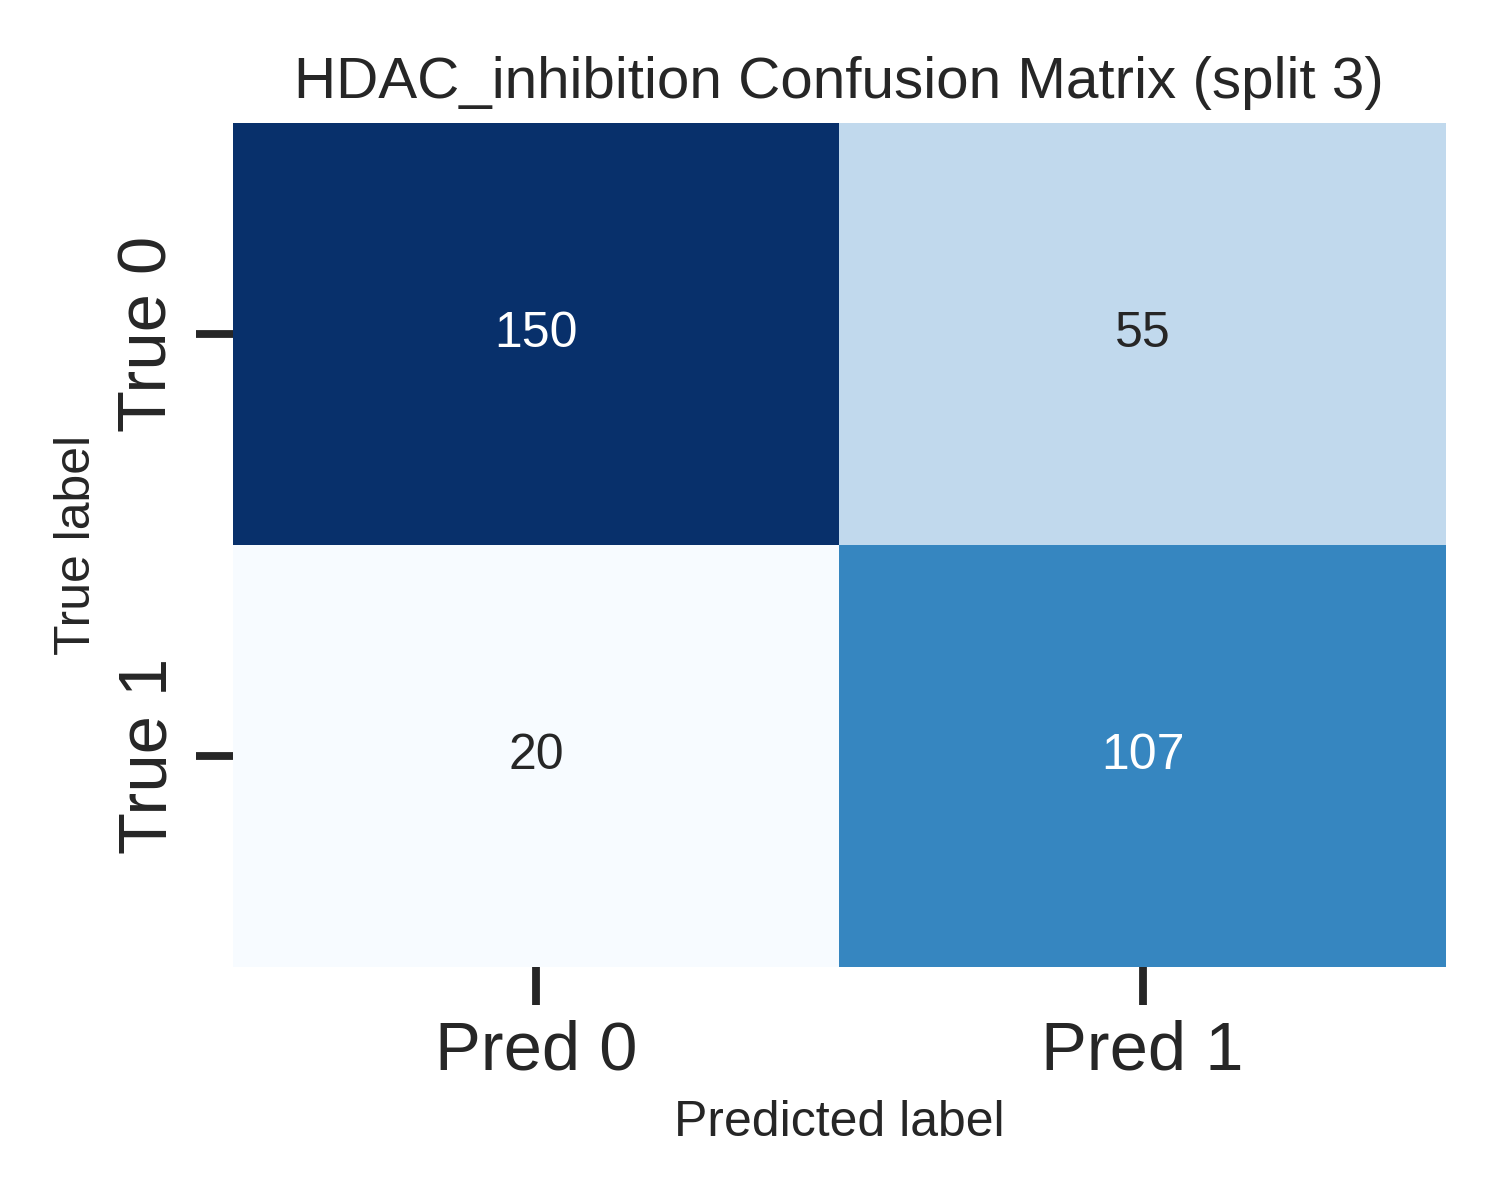 HDAC_inhibition Confusion Matrix (split 3)
True label
True 0
150
55
True 1
20
107
Pred 0
Pred 1
Predicted label